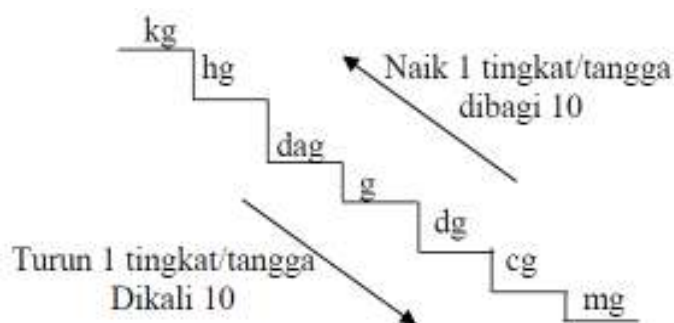 kg
hg
Naik 1 tingkat/tangga
dibagi 10
dag
g
dg
Turun 1 tingkat/tangga
Dikali 10
cg
mg